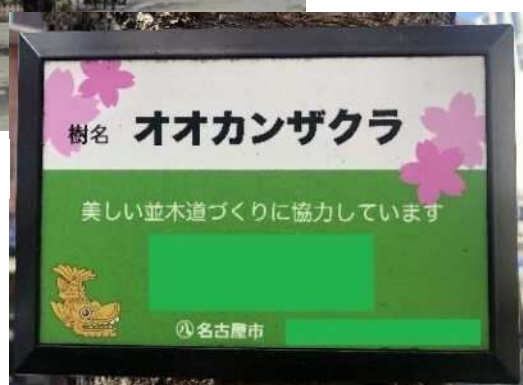 樹名 オオカンザクラ
美しい並木道づくりに協力しています
㊇名古屋市